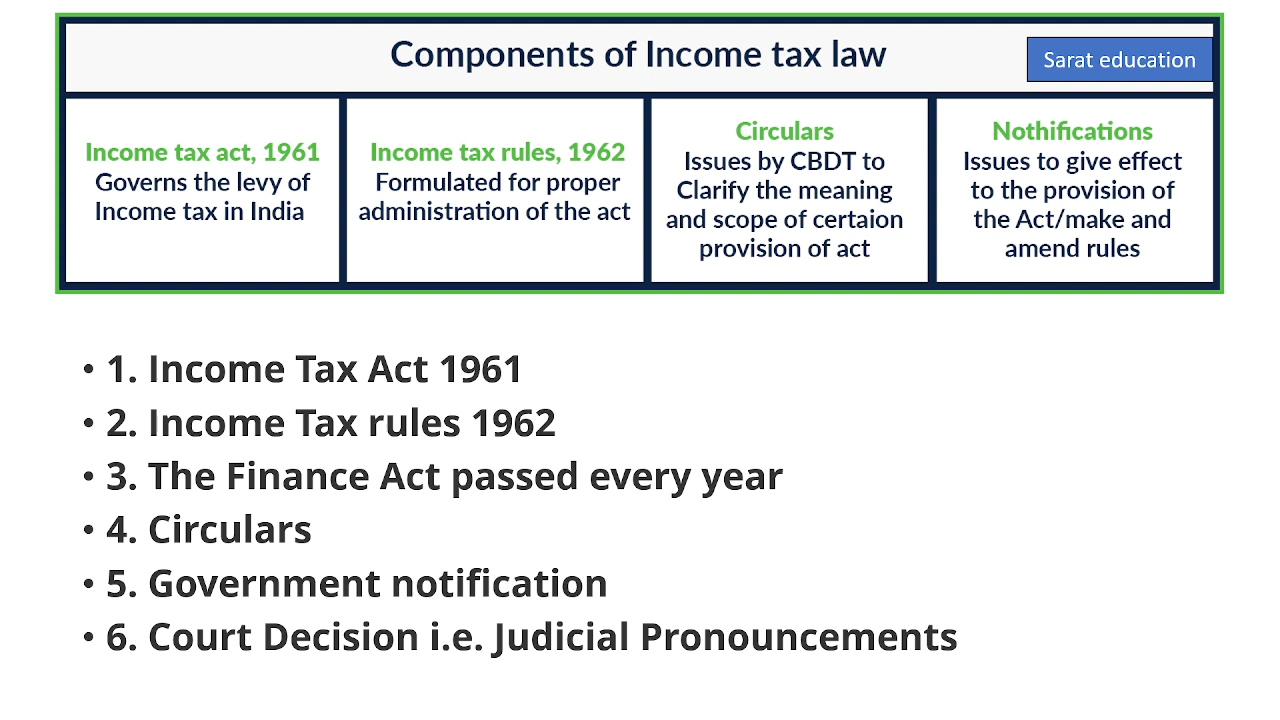 Components of Income tax law
Sarat education
Income tax act, 1961
Governs the levy of
Income tax in India
Income tax rules, 1962
Formulated for proper
administration of the act
Circulars
Issues by CBDT to
Clarify the meaning
and scope of certaion
provision of act
Nothifications
Issues to give effect
to the provision of
the Act/make and
amend rules
• 1. Income Tax Act 1961
• 2. Income Tax rules 1962
• 3. The Finance Act passed every year
• 4. Circulars
• 5. Government notification
• 6. Court Decision i.e. Judicial Pronouncements